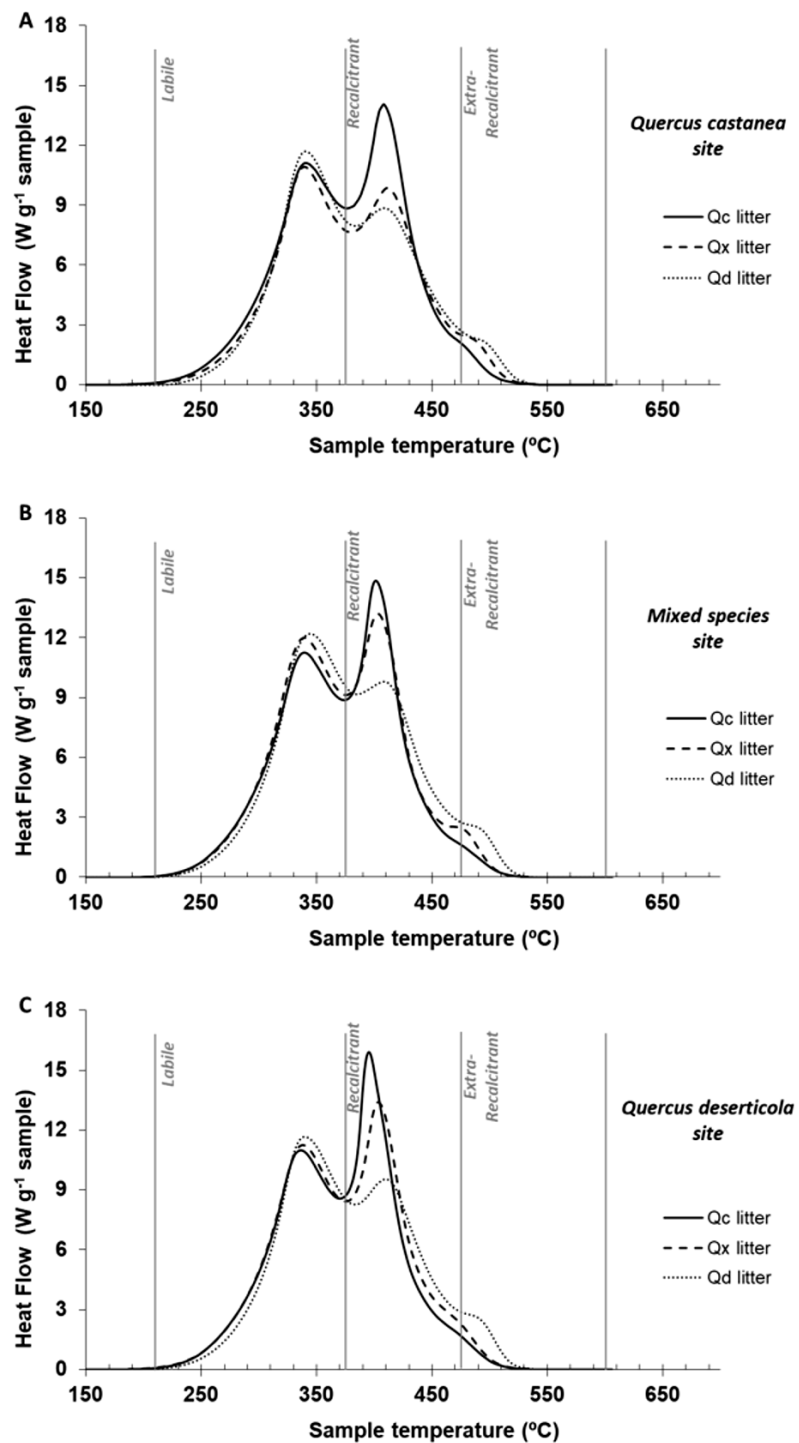 A
18
15
12
9
6
3
0
Heat Flow (W g⁻¹ sample)
Labile
Recalcitrant
Extra-
Recalcitrant
150 250 350 450 550 650
Sample temperature (ºC)
Quercus castanea
site
Qc litter
Qx litter
Qd litter
B
18
15
12
9
6
3
0
Heat Flow (W g⁻¹ sample)
Labile
Recalcitrant
Extra-
Recalcitrant
150 250 350 450 550 650
Sample temperature (ºC)
Mixed species
site
Qc litter
Qx litter
Qd litter
C
18
15
12
9
6
3
0
Heat Flow (W g⁻¹ sample)
Labile
Recalcitrant
Extra-
Recalcitrant
150 250 350 450 550 650
Sample temperature (ºC)
Quercus deserticola
site
Qc litter
Qx litter
Qd litter